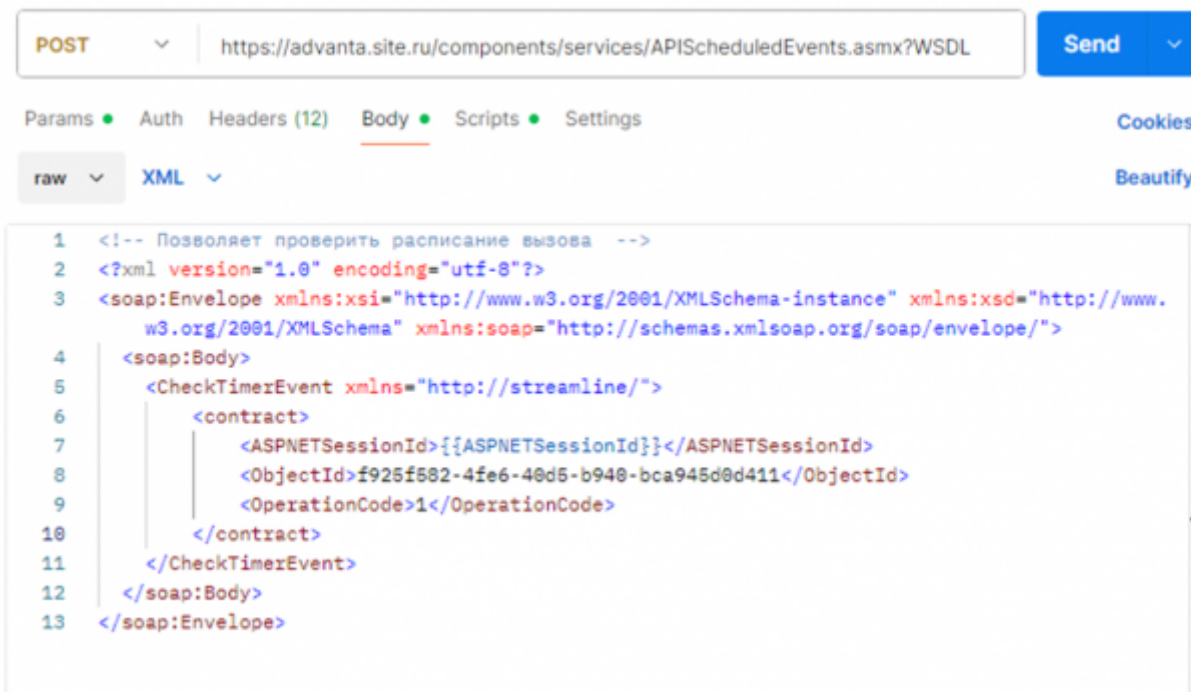 POST https://advanta.site.ru/components/services/APIScheduledEvents.asmx?WSDL Send
Params Auth Headers (12) Body Scripts Settings Cookies
raw XML Beautify
1 <!-- Позволяет проверить расписание вызова -->
2 <?xml version="1.0" encoding="utf-8"?>
3 <soap:Envelope xmlns:xsi="http://www.w3.org/2001/XMLSchema-instance" xmlns:xsd="http://www.
w3.org/2001/XMLSchema" xmlns:soap="http://schemas.xmlsoap.org/soap/envelope/">
4 <soap:Body>
5 <CheckTimerEvent xmlns="http://streamline/">
6 <contract>
7 <ASPNETSessionId>{{ASPNETSessionId}}</ASPNETSessionId>
8 <ObjectId>f925f582-4fe6-40d5-b940-bca945d0d411</ObjectId>
9 <OperationCode>1</OperationCode>
10 </contract>
11 </CheckTimerEvent>
12 </soap:Body>
13 </soap:Envelope>